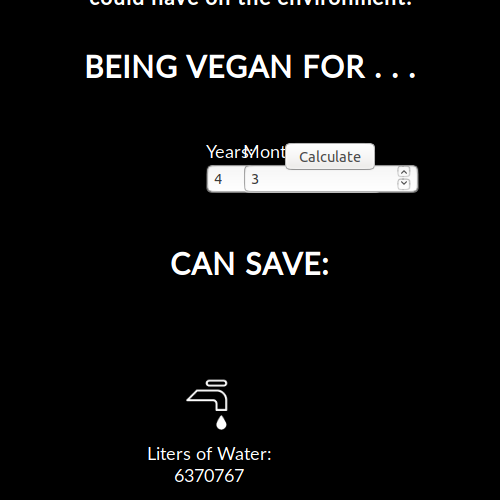 could have on the environment.
BEING VEGAN FOR . . .
Years: Mont
Calculate
4 3
CAN SAVE:
Liters of Water:
6370767